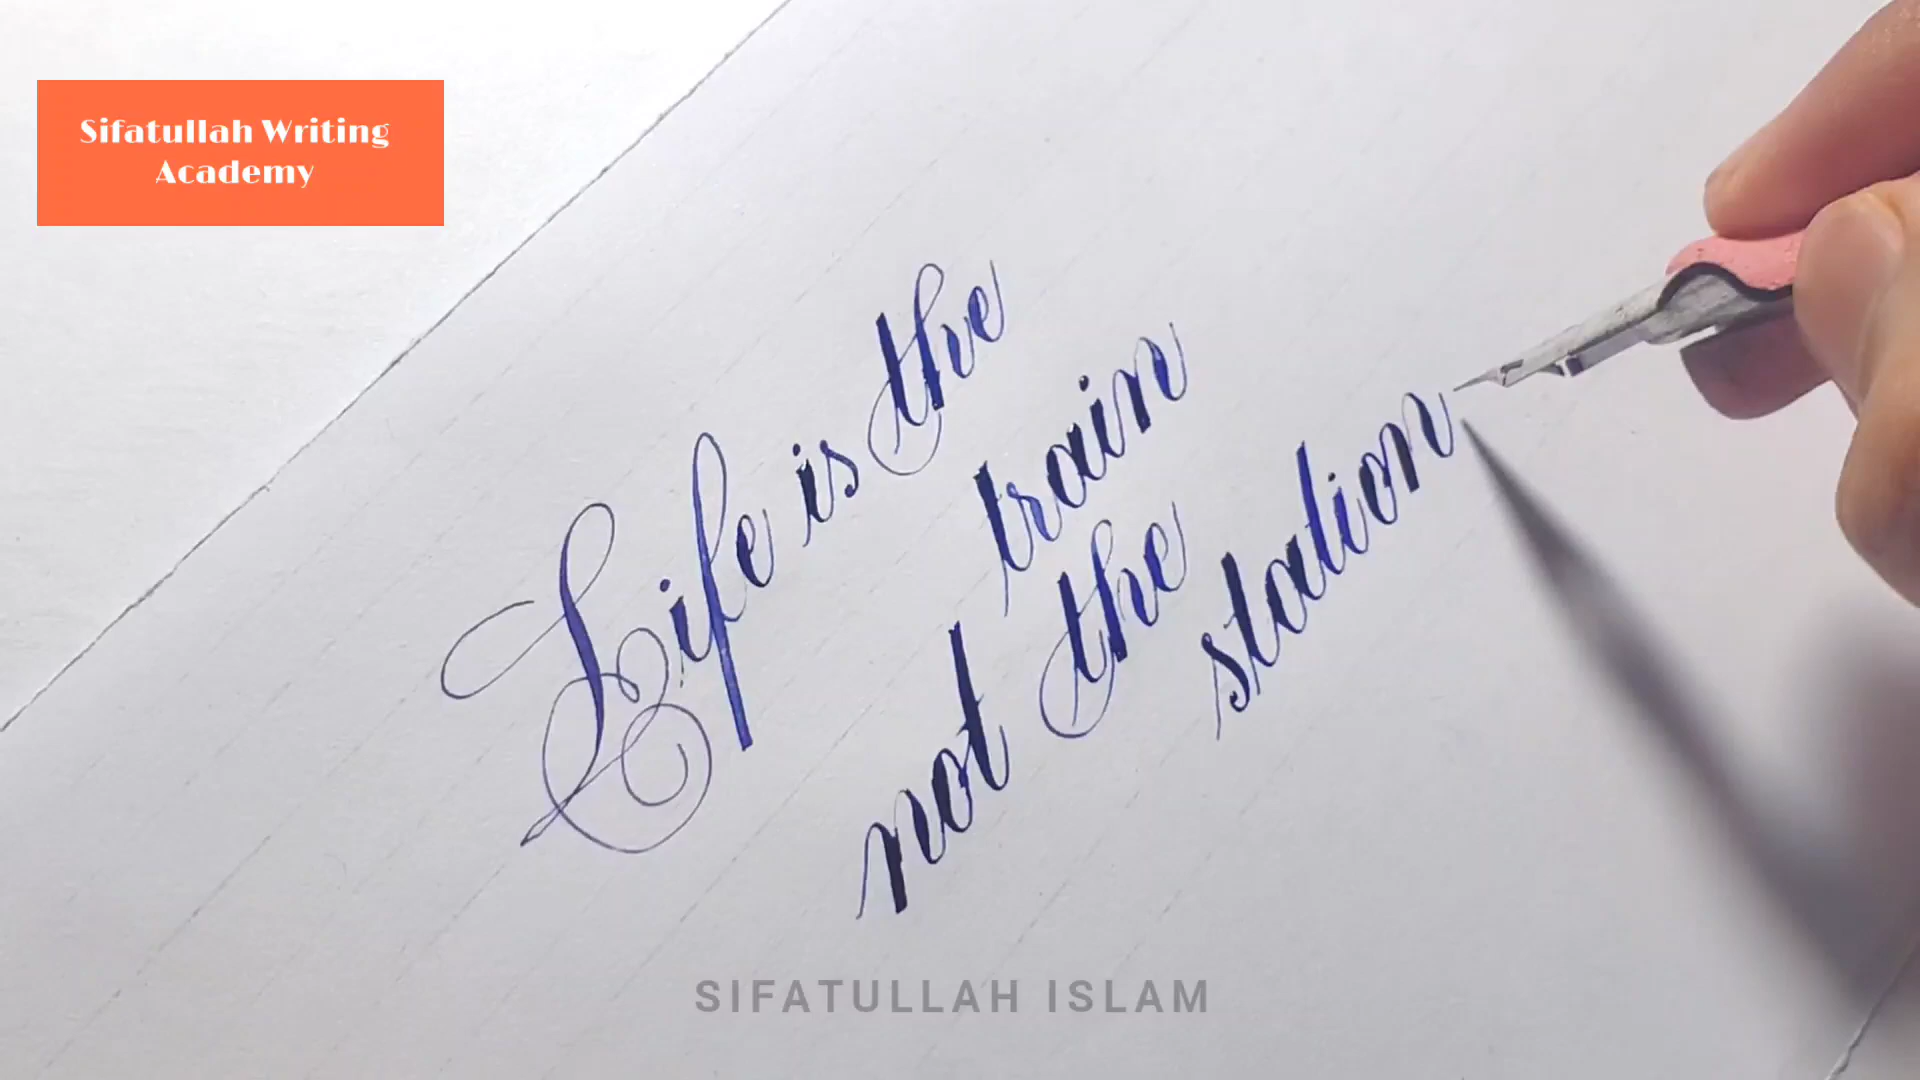 Sifatullah Writing
Academy
Life is the
train
not the
station
SIFATULLAH ISLAM